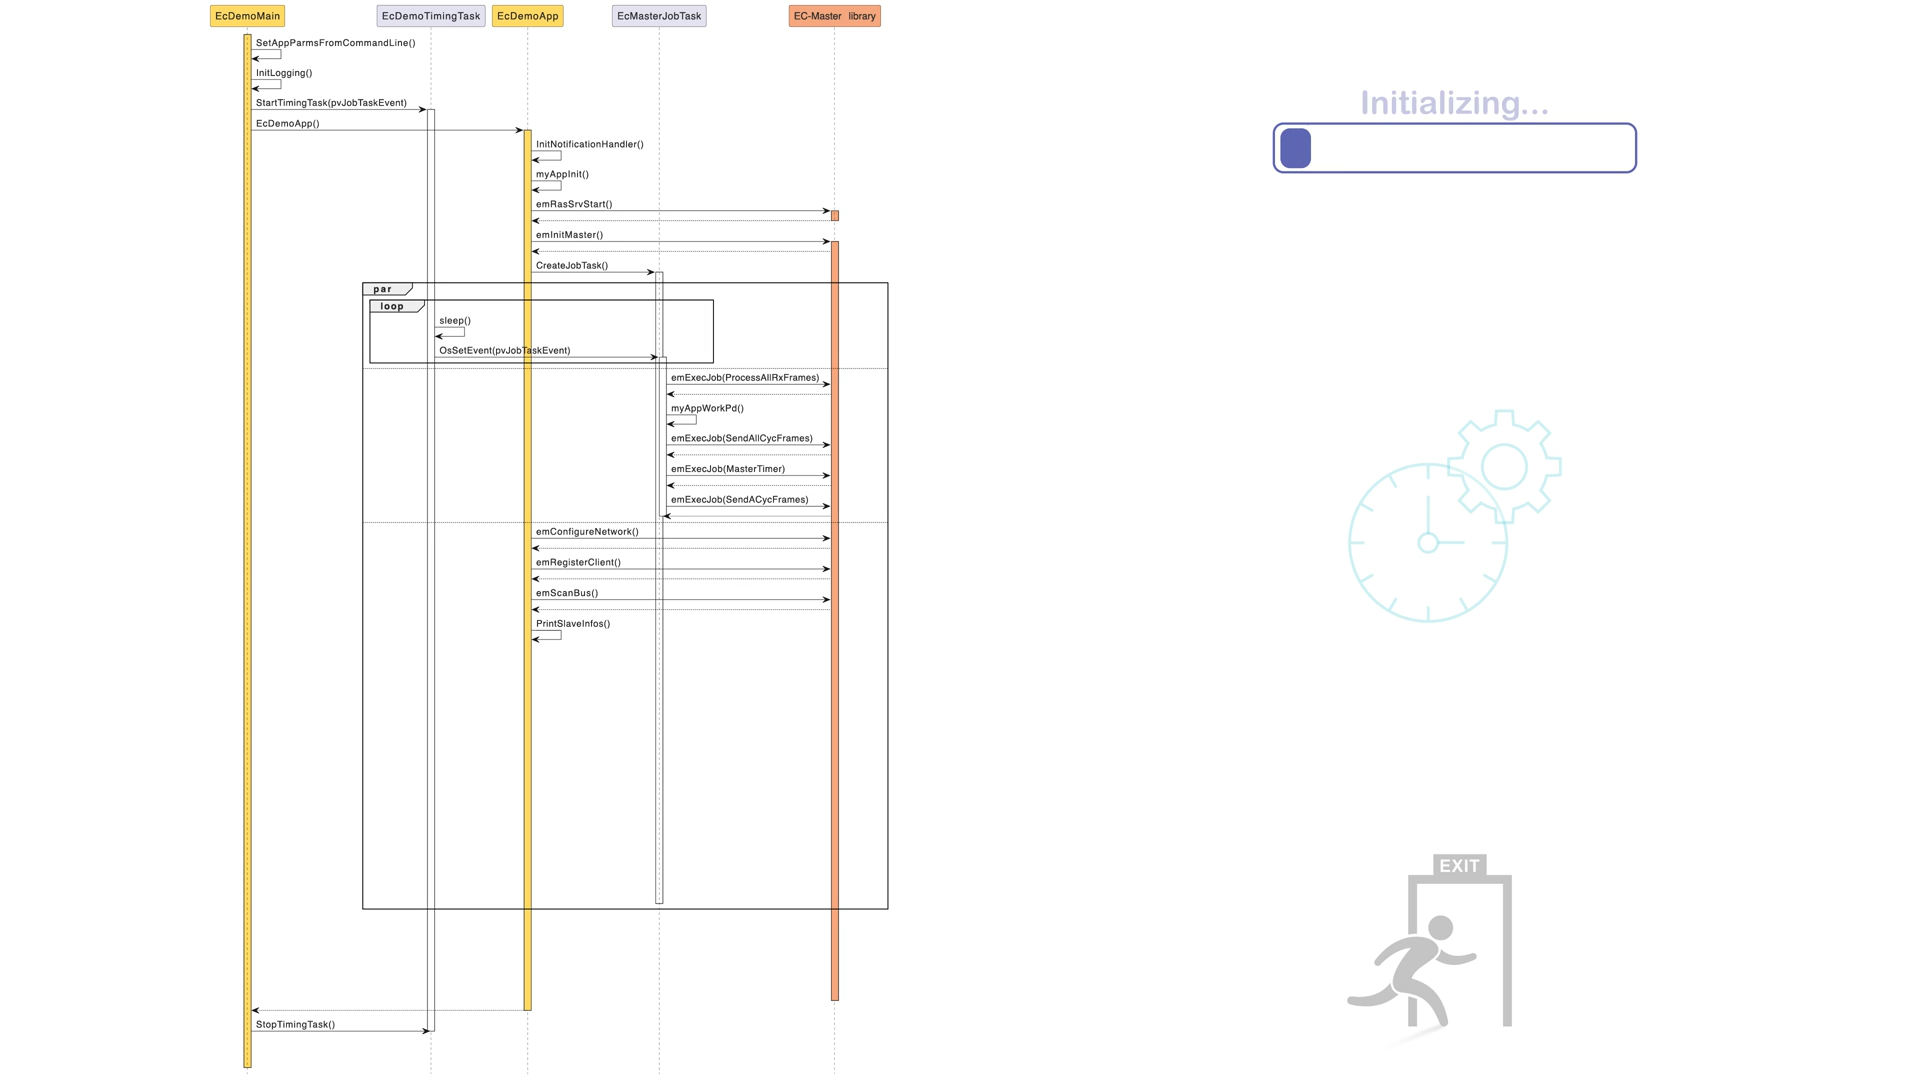 EcDemoMain
EcDemoTimingTask
EcDemoApp
EcMasterJobTask
EC-Master library
SetAppParmsFromCommandLine()
InitLogging()
StartTimingTask(pvJobTaskEvent)
EcDemoApp()
InitNotificationHandler()
myAppInit()
emRasSrvStart()
emInitMaster()
CreateJobTask()
par
loop
sleep()
OsSetEvent(pvJobTaskEvent)
emExecJob(ProcessAllRxFrames)
myAppWorkPd()
emExecJob(SendAllCycFrames)
emExecJob(MasterTimer)
emExecJob(SendACycFrames)
emConfigureNetwork()
emRegisterClient()
emScanBus()
PrintSlaveInfos()
StopTimingTask()
Initializing...
EXIT